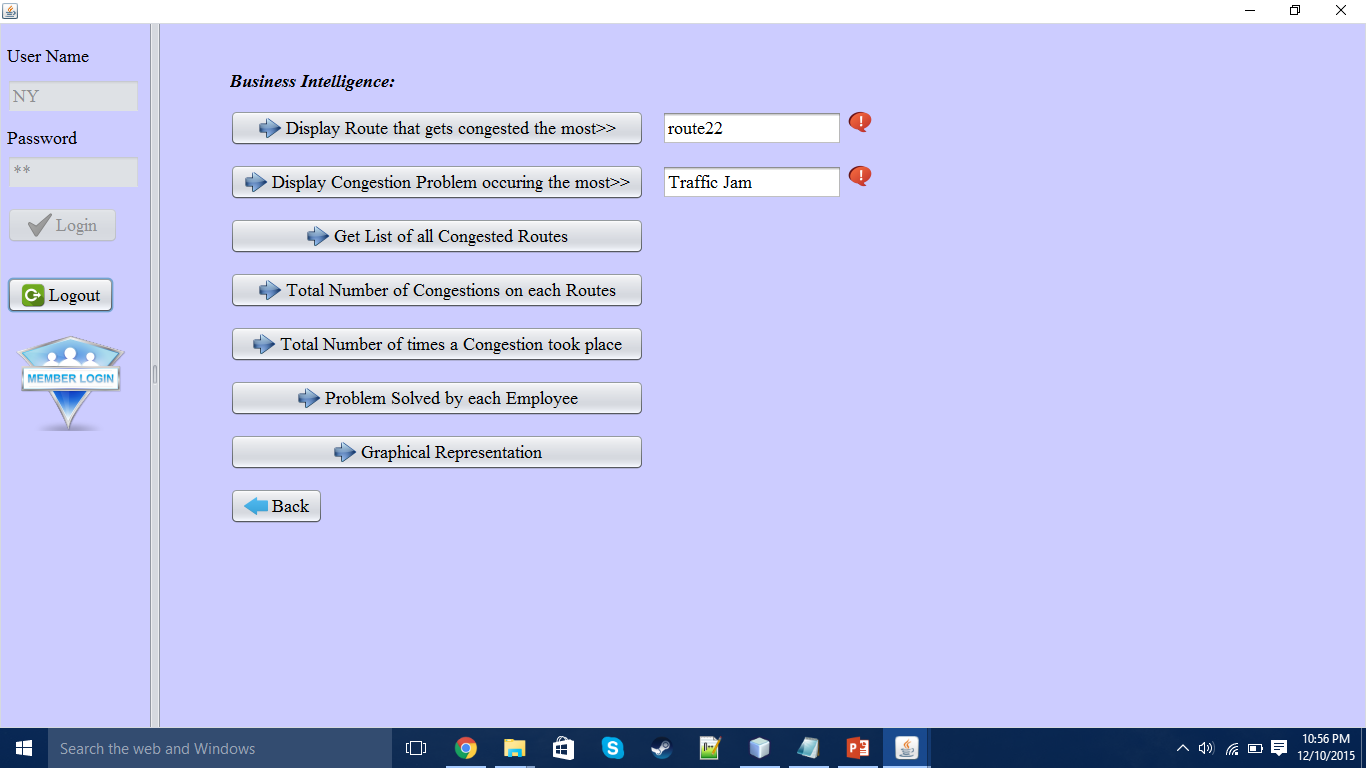 User Name
NY
Password
**
Login
Logout
MEMBER LOGIN
Business Intelligence:
Display Route that gets congested the most>>
route22
Display Congestion Problem occuring the most>>
Traffic Jam
Get List of all Congested Routes
Total Number of Congestions on each Routes
Total Number of times a Congestion took place
Problem Solved by each Employee
Graphical Representation
Back
Search the web and Windows
10:56 PM
12/10/2015